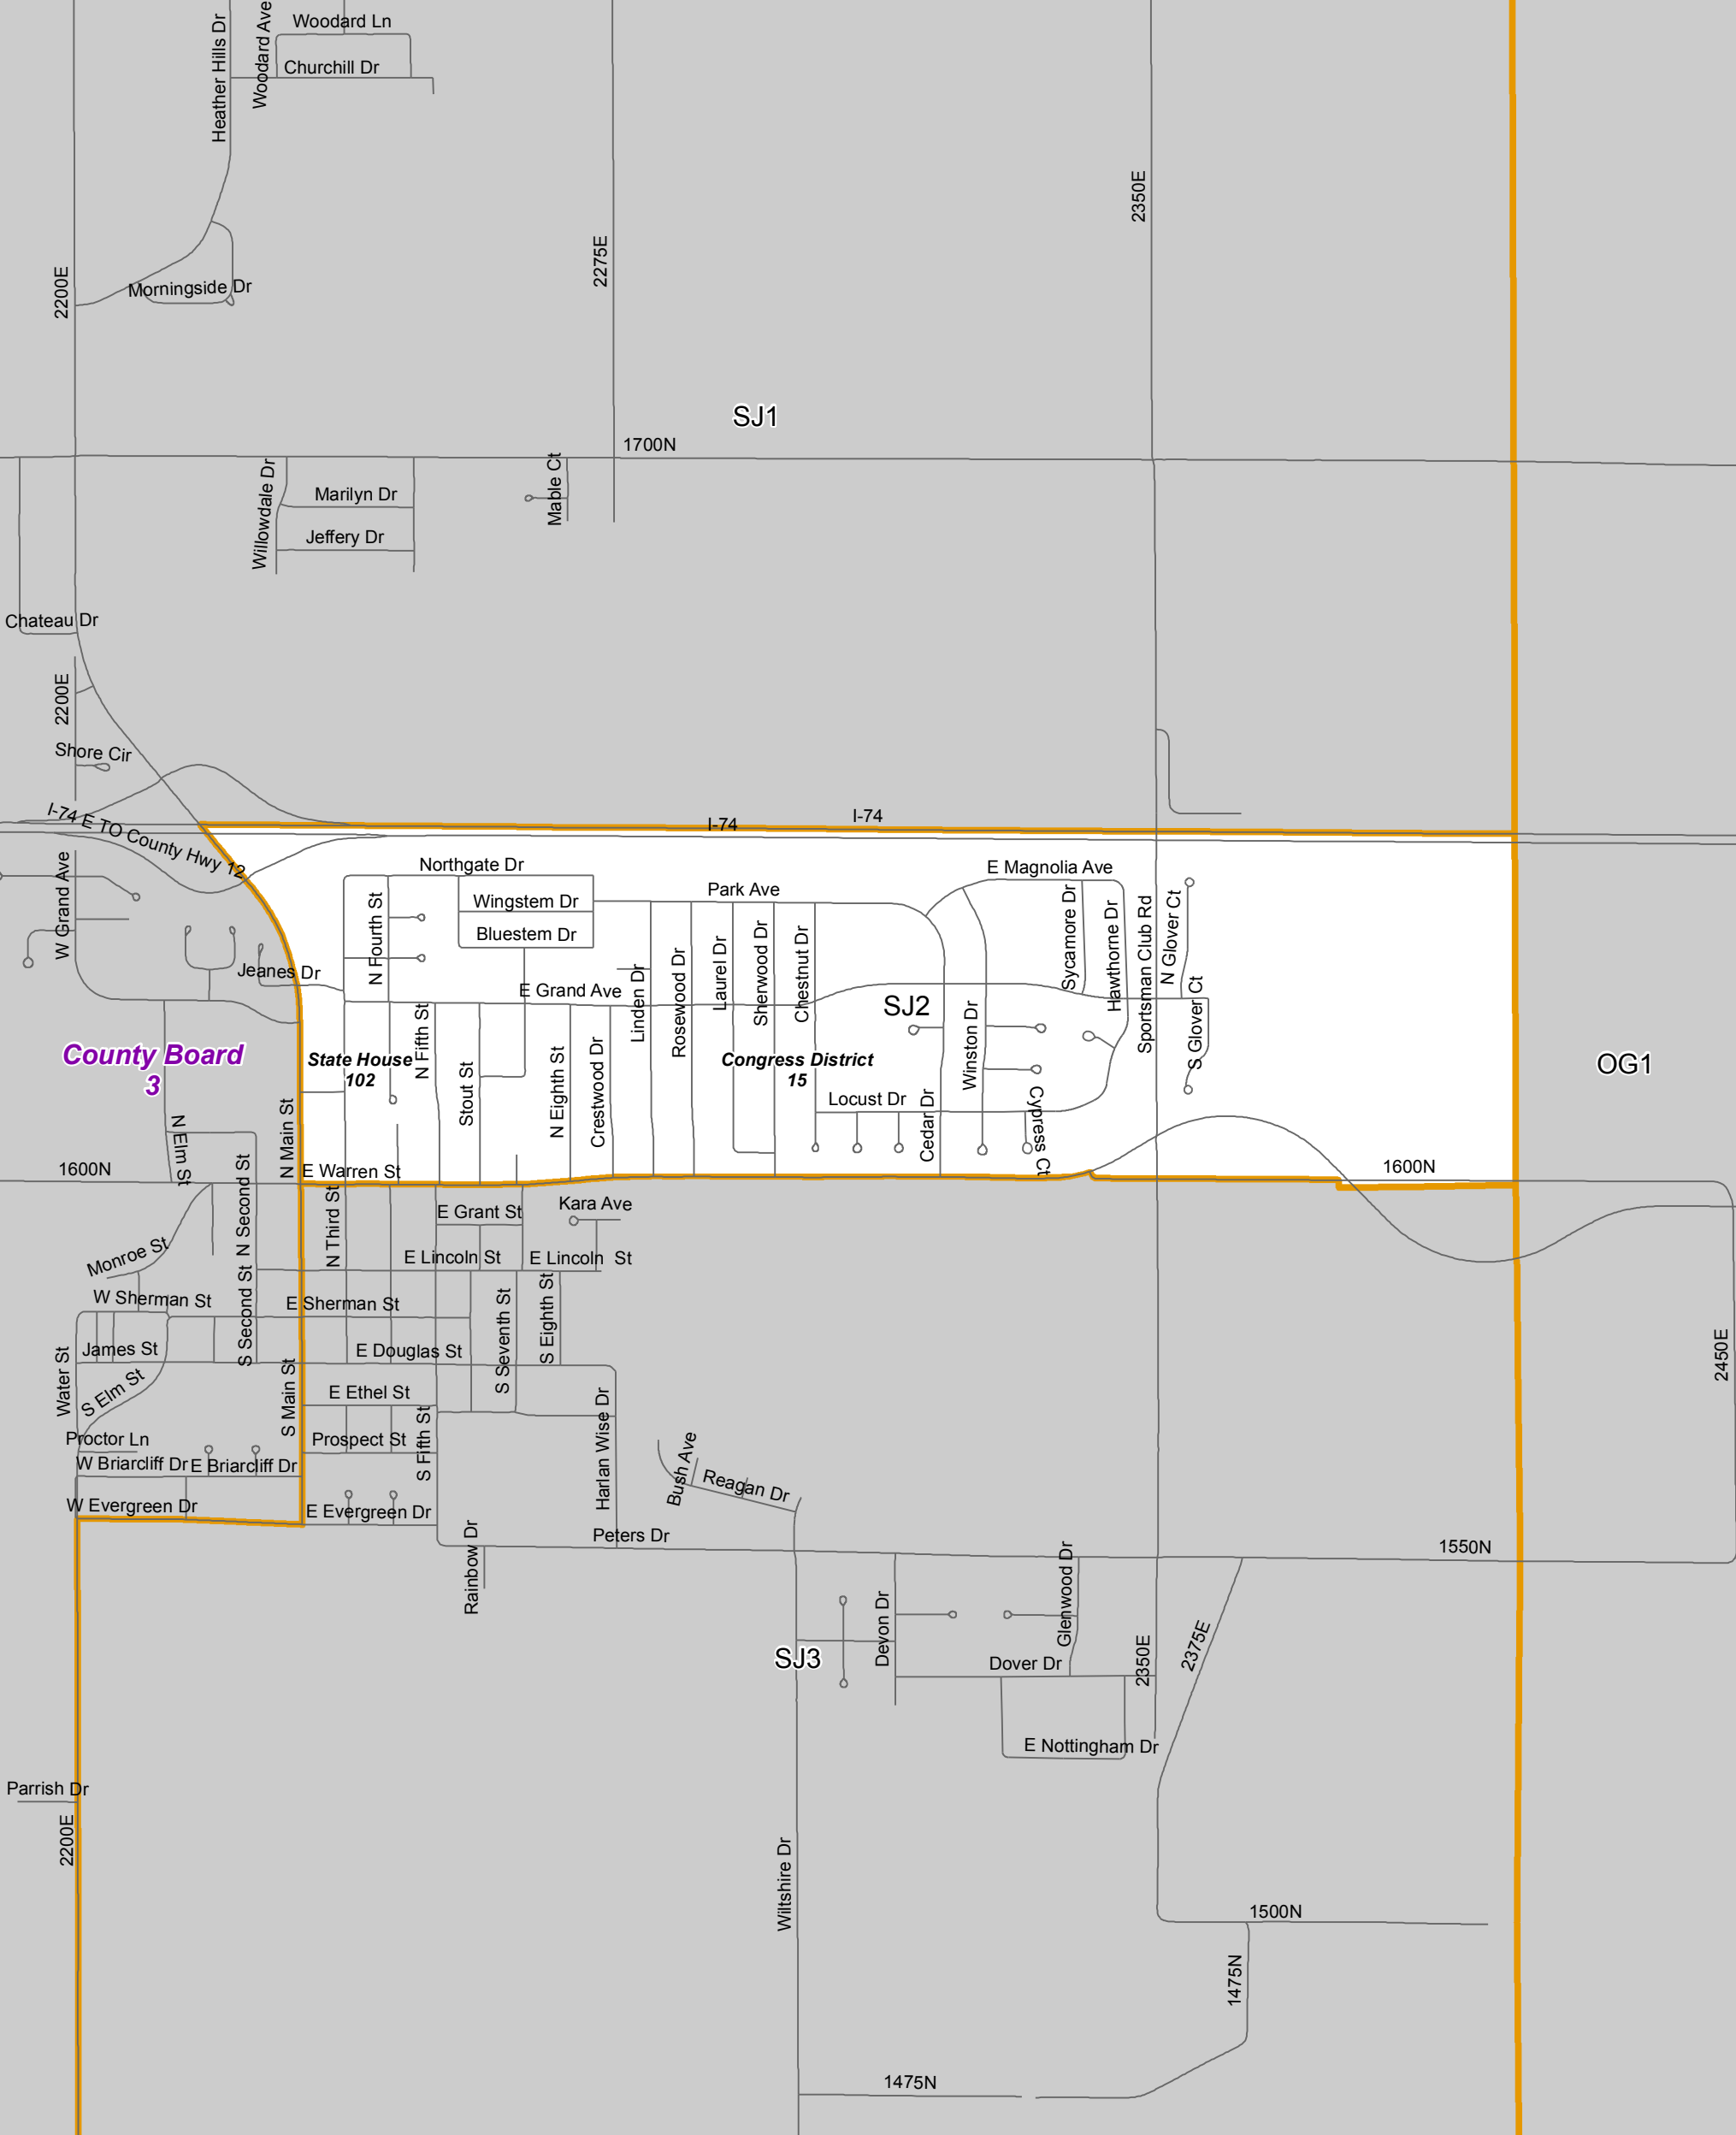 Woodard Ln
Heather Hills Dr
Woodard Ave
Churchill Dr
2350E
2275E
2200E
Morningside Dr
SJ1
1700N
Willowdale Dr
Marilyn Dr
Mable Ct
Jeffery Dr
Chateau Dr
2200E
Shore Cir
I-74 E TO County Hwy 12
I-74
I-74
W Grand Ave
Northgate Dr
E Magnolia Ave
Park Ave
Wingstem Dr
N Fourth St
Bluestem Dr
Sycamore Dr
Hawthorne Dr
Sportsman Club Rd
N Glover Ct
Jeanes Dr
E Grand Ave
Linden Dr
Rosewood Dr
Laurel Dr
Sherwood Dr
Chestnut Dr
SJ2
Winston Dr
S Glover Ct
County Board
3
State House
102
N Fifth St
Stout St
Congress District
15
OG1
N Eighth St
Crestwood Dr
Locust Dr
Cedar Dr
Cypress Ct
N Elm St
N Main St
1600N
E Warren St
1600N
N Second St
N Third St
E Grant St
Kara Ave
Monroe St
E Lincoln St
E Lincoln St
W Sherman St
S Second St
E Sherman St
S Seventh St
S Eighth St
James St
E Douglas St
2450E
Water St
S Elm St
S Main St
E Ethel St
Proctor Ln
Prospect St
S Fifth St
Harlan Wise Dr
W Briarcliff Dr
E Briarcliff Dr
Bush Ave
Reagan Dr
W Evergreen Dr
E Evergreen Dr
Peters Dr
1550N
Rainbow Dr
Devon Dr
Glenwood Dr
SJ3
Dover Dr
2350E
2375E
E Nottingham Dr
Parrish Dr
2200E
Wiltshire Dr
1500N
1475N
1475N